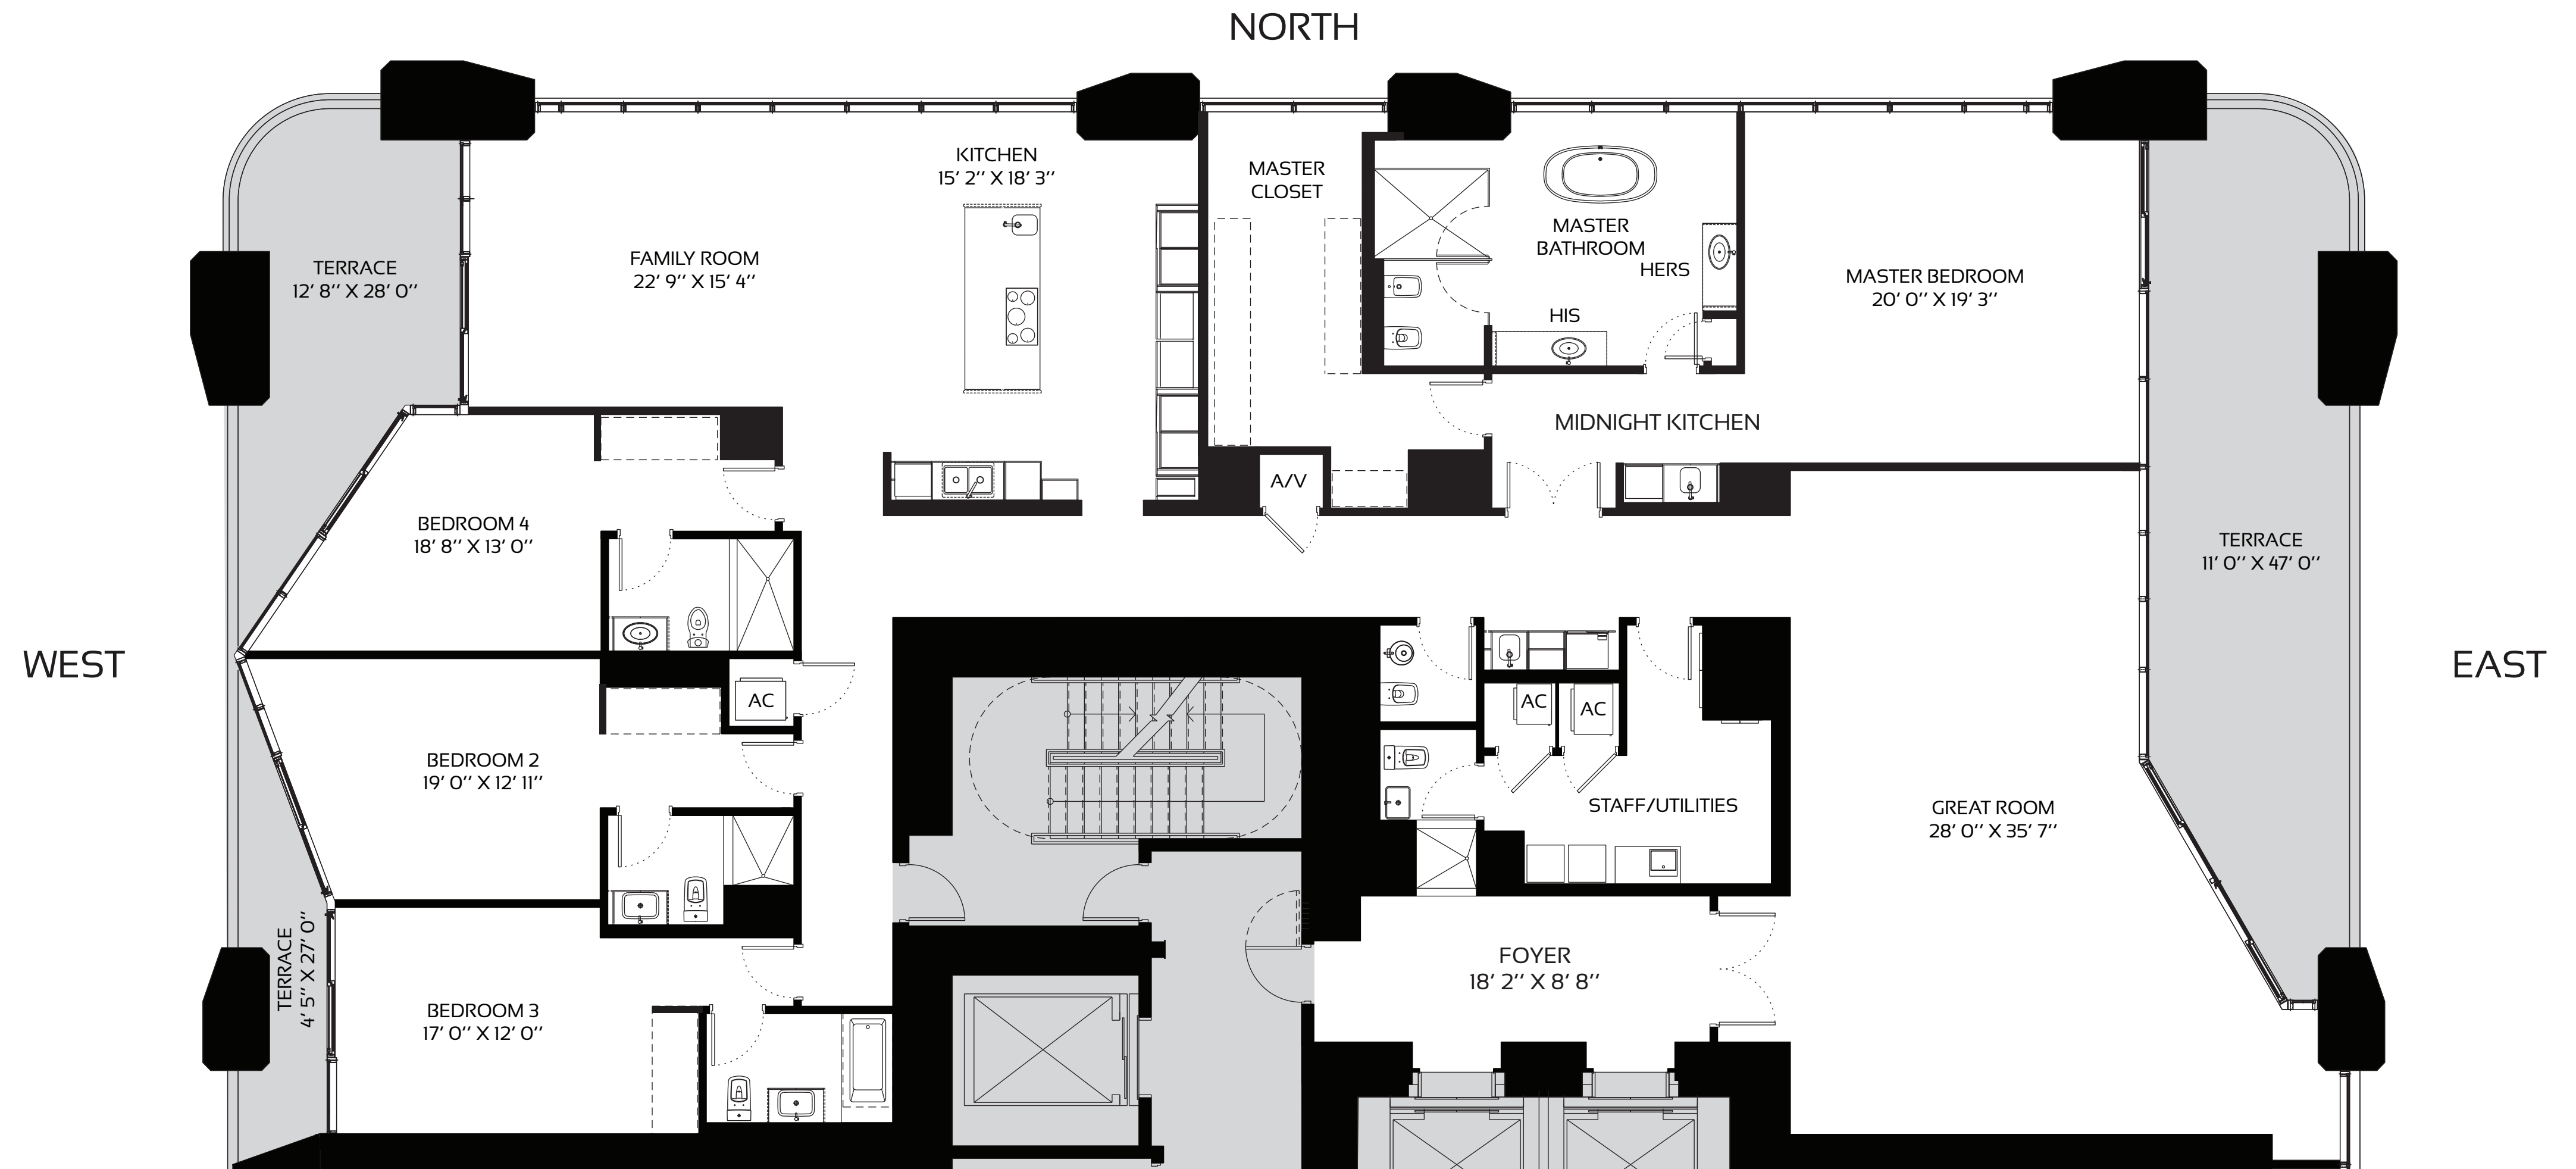 NORTH
KITCHEN
15' 2'' X 18' 3''
MASTER
CLOSET
MASTER
BATHROOM
HERS
HIS
FAMILY ROOM
22' 9'' X 15' 4''
TERRACE
12' 8'' X 28' 0''
MASTER BEDROOM
20' 0'' X 19' 3''
MIDNIGHT KITCHEN
A/V
BEDROOM 4
18' 8'' X 13' 0''
TERRACE
11' 0'' X 47' 0''
WEST
EAST
AC
AC
AC
BEDROOM 2
19' 0'' X 12' 11''
STAFF/UTILITIES
GREAT ROOM
28' 0'' X 35' 7''
TERRACE
4' 5'' X 27' 0''
FOYER
18' 2'' X 8' 8''
BEDROOM 3
17' 0'' X 12' 0''